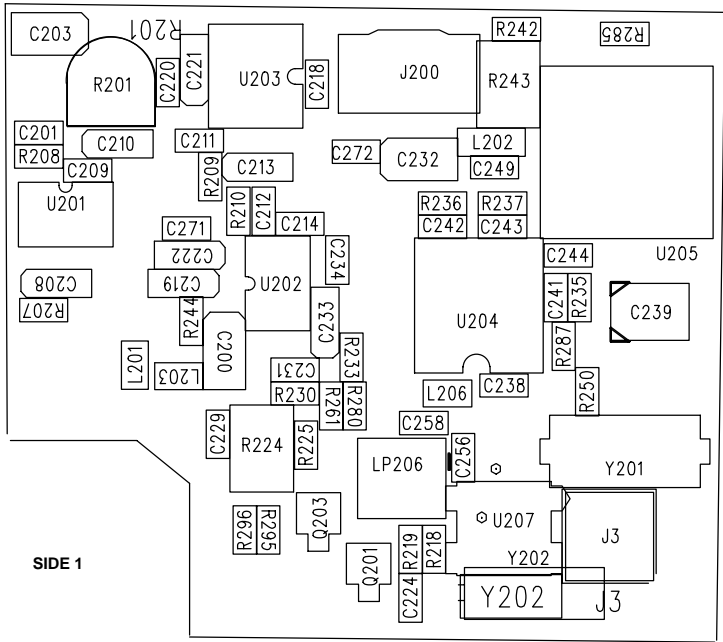 C203
R201
R201
C220
C221
U203
C218
J200
R242
R243
R285
C201
R208
C210
C209
U201
C211
R209
C213
C272
C232
L202
C249
R210
C212
C214
R236
R237
C242
C243
C271
C222
C219
U202
C234
C244
U205
C208
R207
R244
C200
C233
U204
C241
R235
C239
R287
L201
L203
C231
R233
R230
R261
R280
L206
C238
R250
C229
R224
R225
C258
LP206
C256
Y201
R296
R295
Q203
U207
J3
SIDE 1
Q201
R219
R218
Y202
C224
Y202
J3